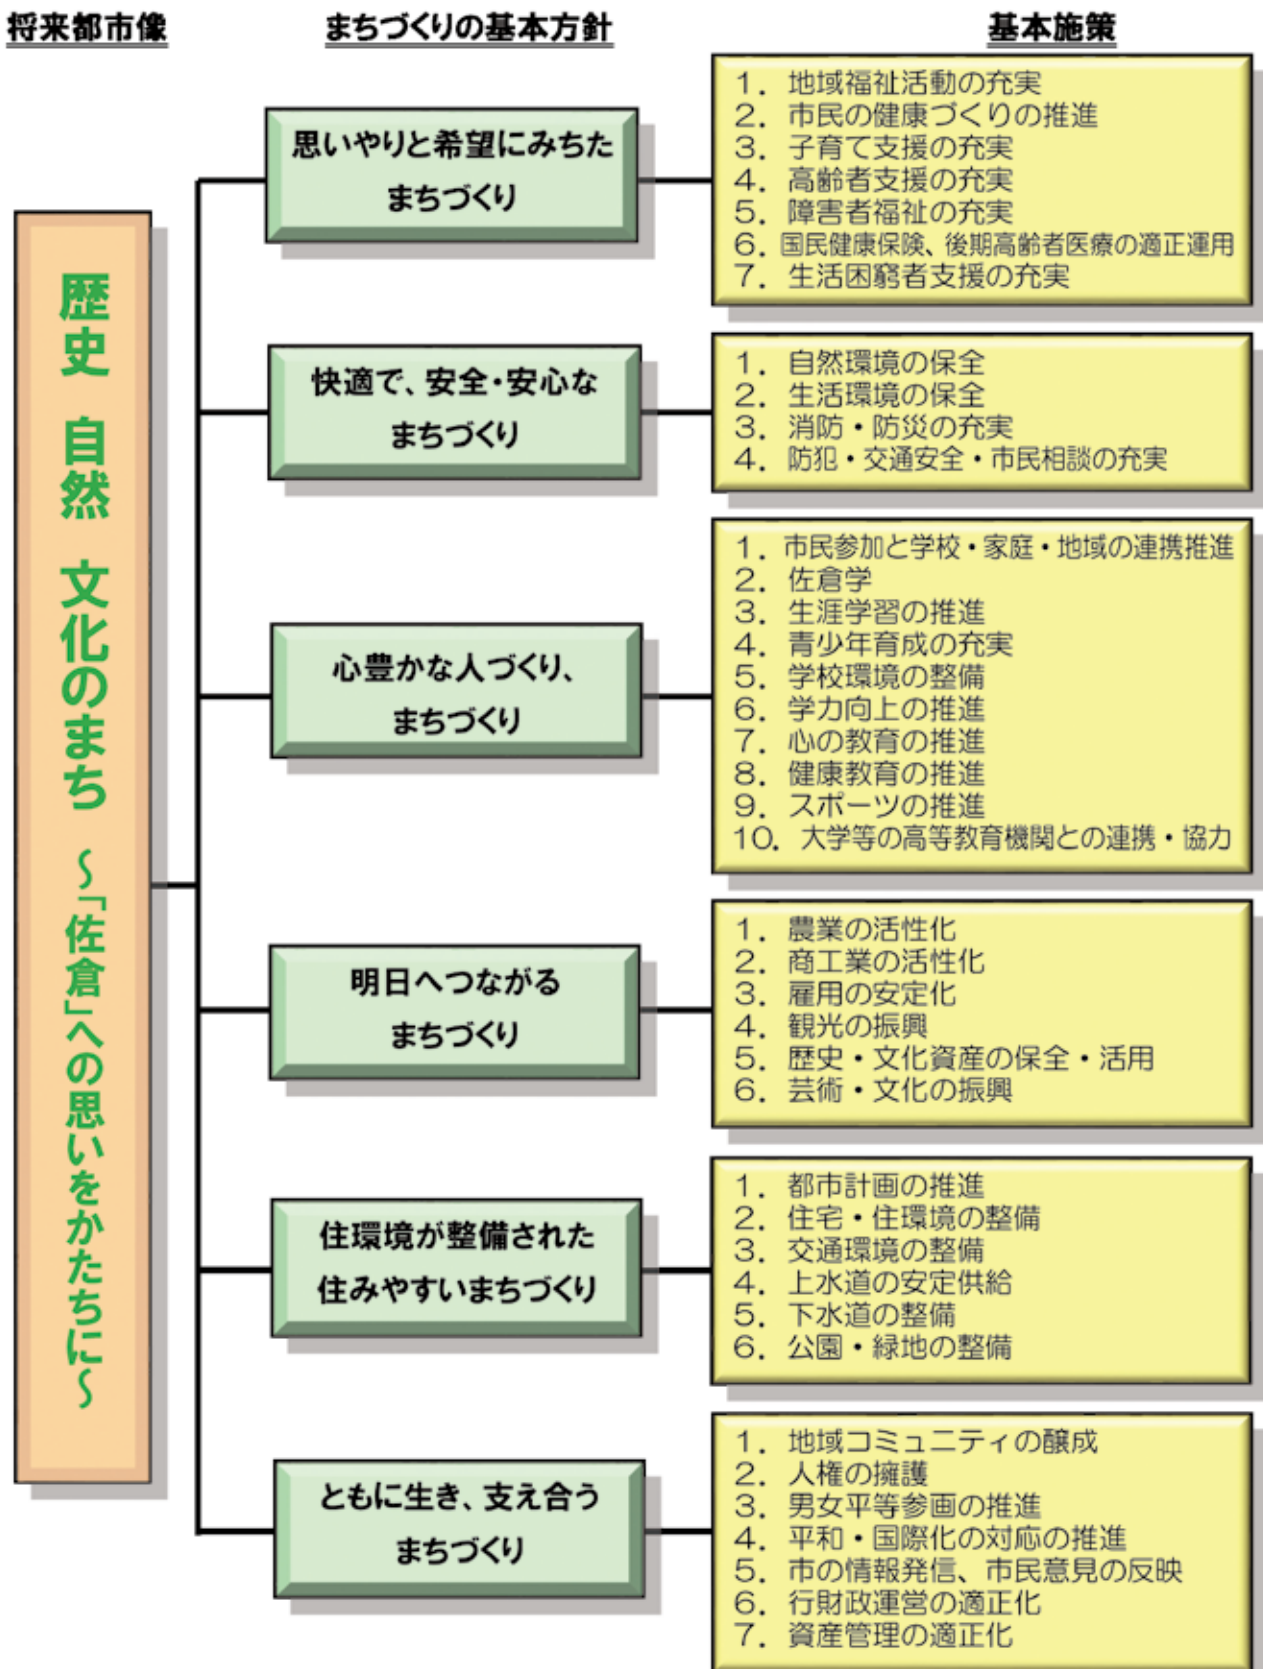 将来都市像
まちづくりの基本方針
基本施策
歴史　自然　文化のまち　～「佐倉」への思いをかたちに～
思いやりと希望にみちた
まちづくり
１．地域福祉活動の充実
２．市民の健康づくりの推進
３．子育て支援の充実
４．高齢者支援の充実
５．障害者福祉の充実
６．国民健康保険、後期高齢者医療の適正運用
７．生活困窮者支援の充実
快適で、安全・安心な
まちづくり
１．自然環境の保全
２．生活環境の保全
３．消防・防災の充実
４．防犯・交通安全・市民相談の充実
心豊かな人づくり、
まちづくり
１．市民参加と学校・家庭・地域の連携推進
２．佐倉学
３．生涯学習の推進
４．青少年育成の充実
５．学校環境の整備
６．学力向上の推進
７．心の教育の推進
８．健康教育の推進
９．スポーツの推進
１０．大学等の高等教育機関との連携・協力
明日へつながる
まちづくり
１．農業の活性化
２．商工業の活性化
３．雇用の安定化
４．観光の振興
５．歴史・文化資産の保全・活用
６．芸術・文化の振興
住環境が整備された
住みやすいまちづくり
１．都市計画の推進
２．住宅・住環境の整備
３．交通環境の整備
４．上水道の安定供給
５．下水道の整備
６．公園・緑地の整備
ともに生き、支え合う
まちづくり
１．地域コミュニティの醸成
２．人権の擁護
３．男女平等参画の推進
４．平和・国際化の対応の推進
５．市の情報発信、市民意見の反映
６．行財政運営の適正化
７．資産管理の適正化